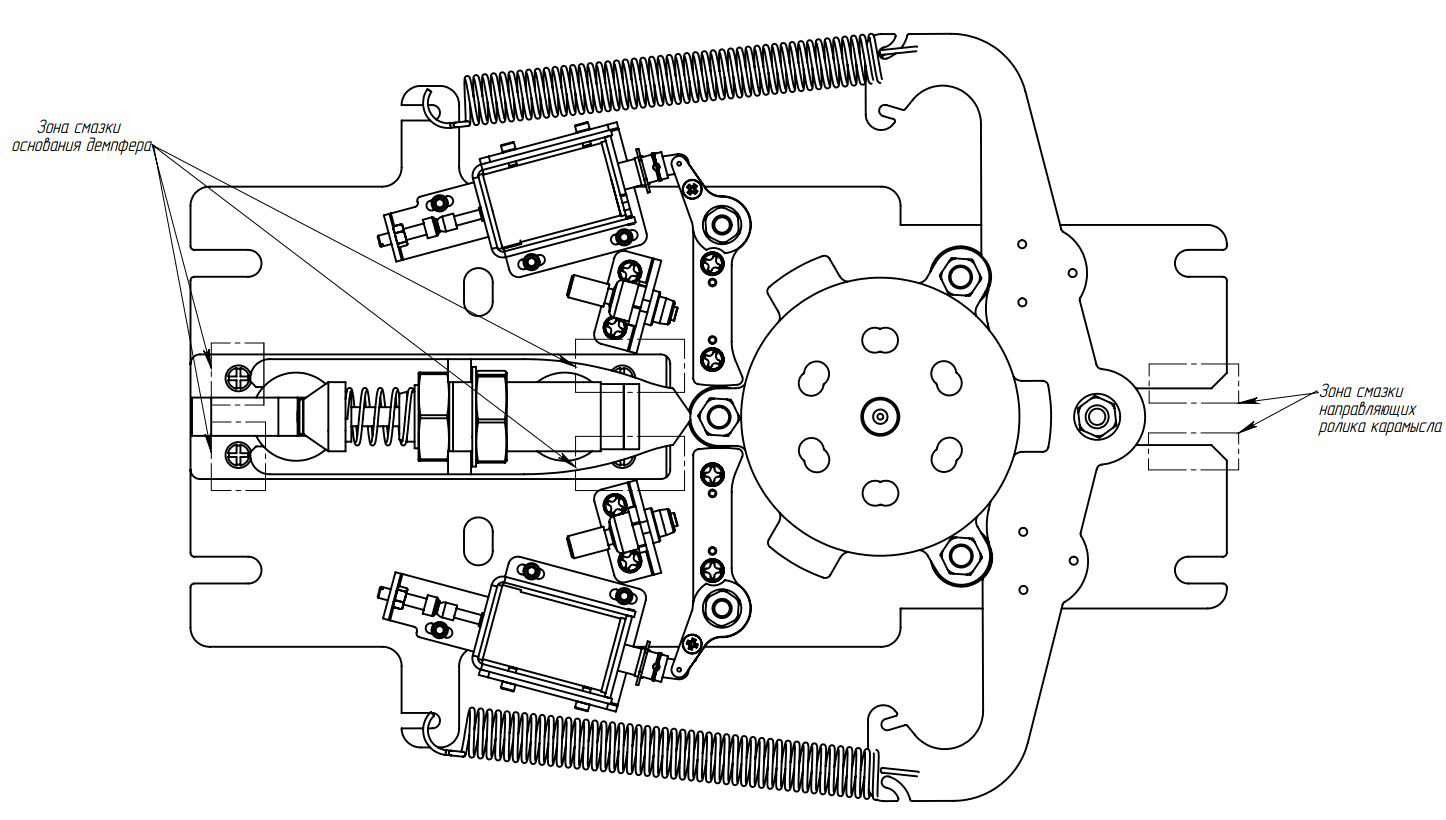 Зона смазки
основания демпфера
Зона смазки
направляющих
ролика карамысла